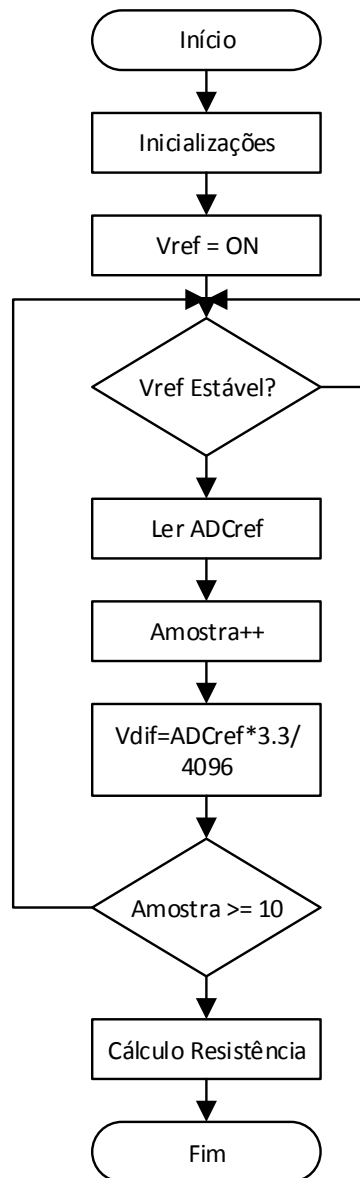 Início
Inicializações
Vref = ON
Vref Estável?
Ler ADCref
Amostra++
Vdif=ADCref*3.3/
4096
Amostra >= 10
Cálculo Resistência
Fim